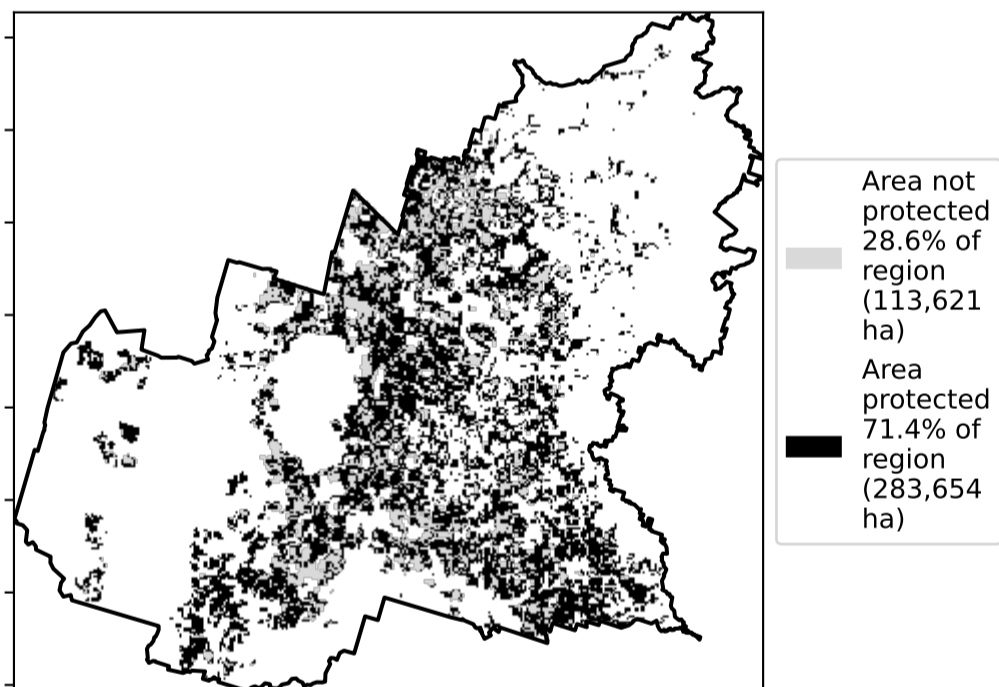 Area not
protected
28.6% of
region
(113,621
ha)
Area
protected
71.4% of
region
(283,654
ha)